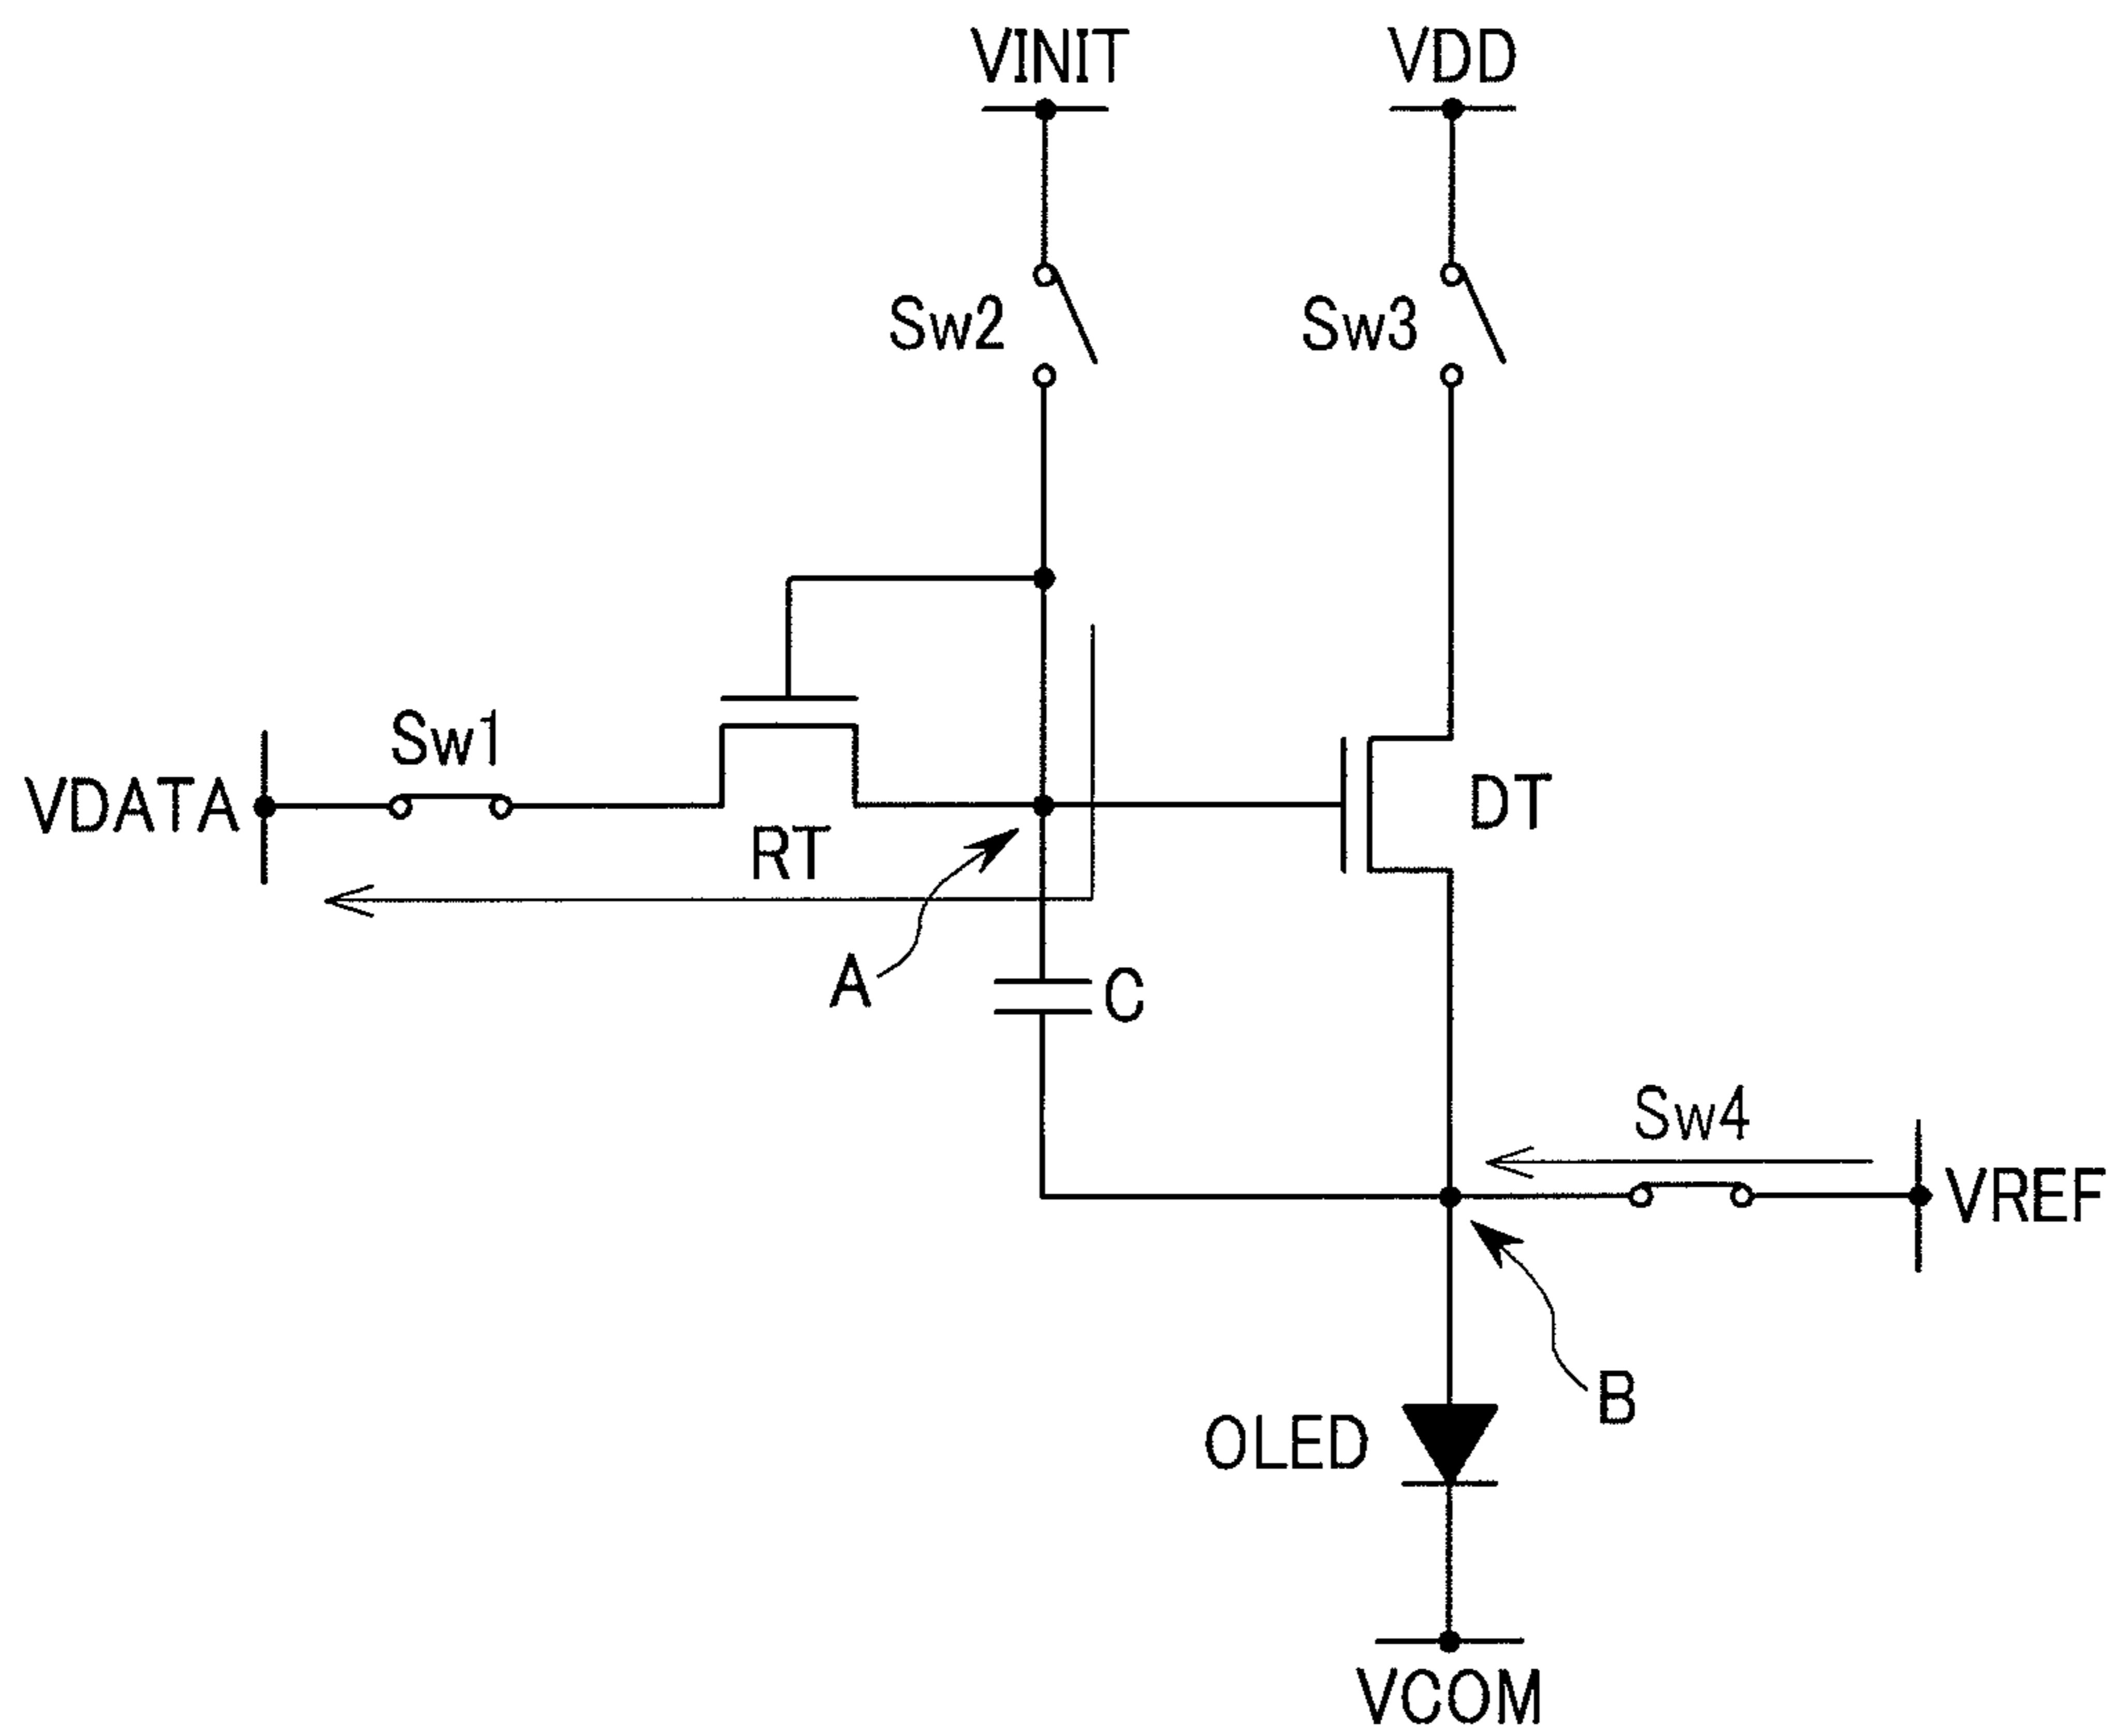 VINIT
VDD
Sw2
Sw3
Sw1
VDATA
DT
RT
A
C
Sw4
VREF
B
OLED
VCOM